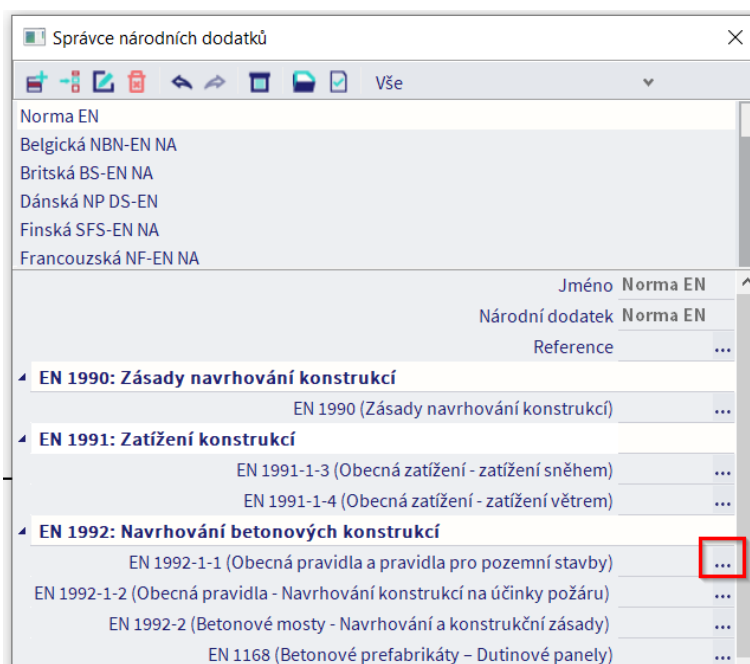 Správce národních dodatků
Vše
Norma EN
Belgická NBN-EN NA
Britská BS-EN NA
Dánská NP DS-EN
Finská SFS-EN NA
Francouzská NF-EN NA
Jméno Norma EN
Národní dodatek Norma EN
Reference ...
EN 1990: Zásady navrhování konstrukcí
EN 1990 (Zásady navrhování konstrukcí) ...
EN 1991: Zatížení konstrukcí
EN 1991-1-3 (Obecná zatížení - zatížení sněhem) ...
EN 1991-1-4 (Obecná zatížení - zatížení větrem) ...
EN 1992: Navrhování betonových konstrukcí
EN 1992-1-1 (Obecná pravidla a pravidla pro pozemní stavby) ...
EN 1992-1-2 (Obecná pravidla - Navrhování konstrukcí na účinky požáru) ...
EN 1992-2 (Betonové mosty - Navrhování a konstrukční zásady) ...
EN 1168 (Betonové prefabrikáty – Dutinové panely) ...